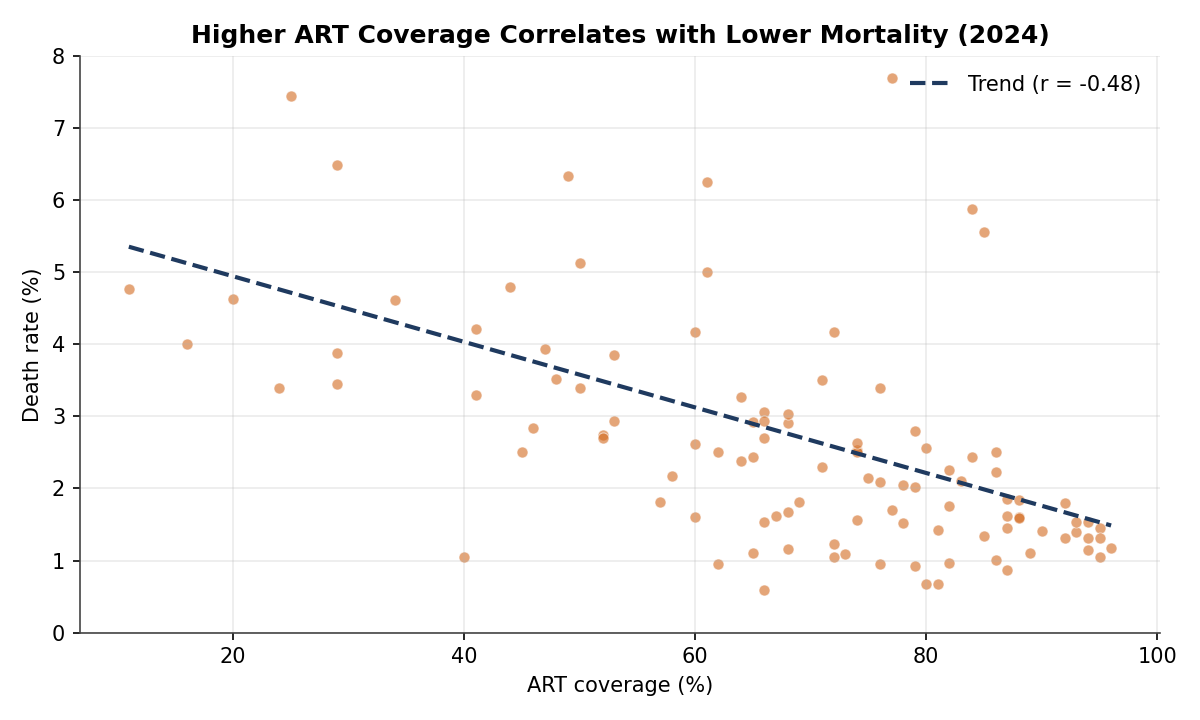 Higher ART Coverage Correlates with Lower Mortality (2024)
8
7
6
5
4
3
2
1
0
Death rate (%)
Trend (r = -0.48)
20 40 60 80 100
ART coverage (%)